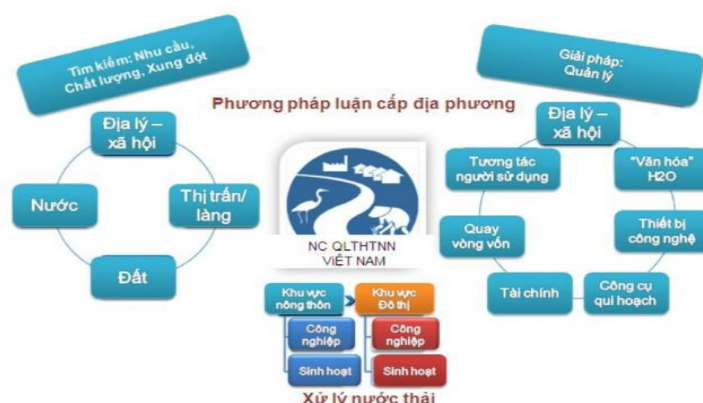 Tìm kiếm: Nhu cầu,
Chất lượng, Xung đột
Giải pháp:
Quản lý
Phương pháp luận cấp địa phương
Địa lý –
xã hội
Nước
Thị trấn/
làng
Đất
Địa lý –
xã hội
Tương tác
người sử dụng
"Văn hóa"
H2O
Quay
vòng vốn
Thiết bị
công nghệ
Tài chính
Công cụ
qui hoạch
NC QLTHTNN
VIỆT NAM
Khu vực
nông thôn
Khu vực
Đô thị
Công
nghiệp
Công
nghiệp
Sinh hoạt
Sinh hoạt
Xử lý nước thải